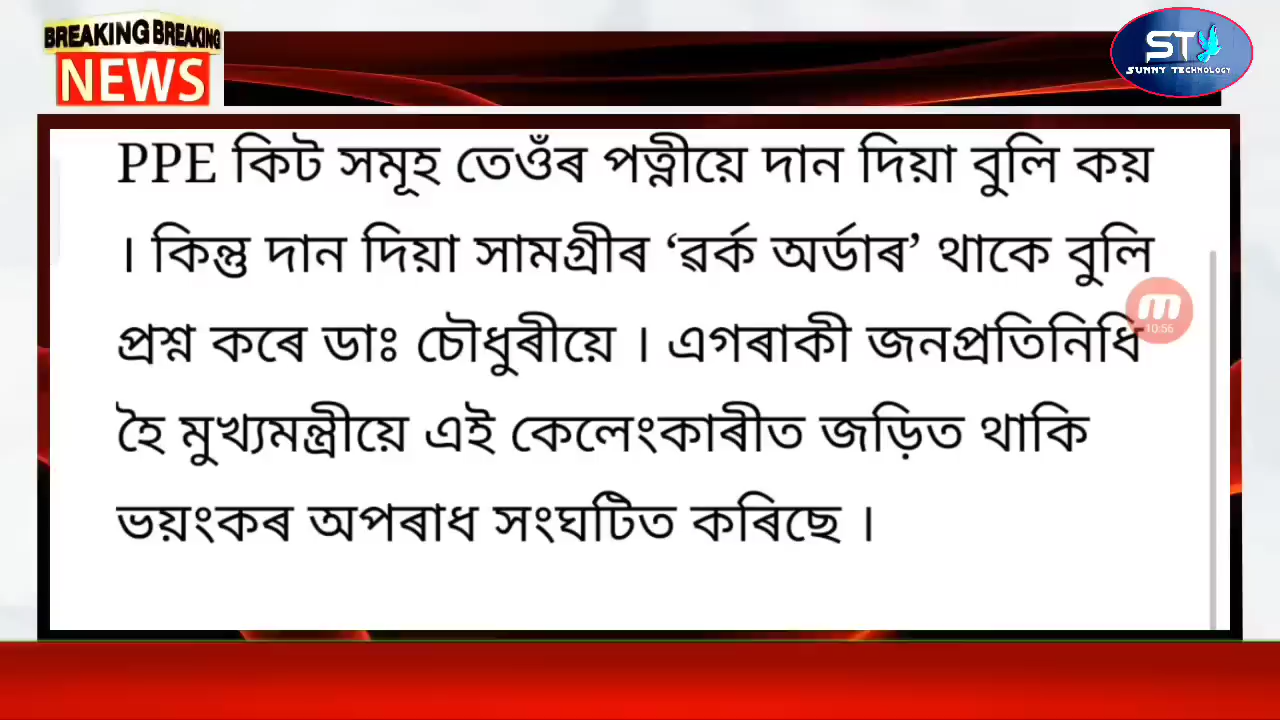 BREAKING BREAKING
NEWS
ST
SUNNY TECHNOLOGY
PPE কিট সমূহ তেওঁৰ পত্নীয়ে দান দিয়া বুলি কয়
। কিন্তু দান দিয়া সামগ্ৰীৰ ‘ৱৰ্ক অৰ্ডাৰ’ থাকে বুলি
প্ৰশ্ন কৰে ডাঃ চৌধুৰীয়ে । এগৰাকী জনপ্ৰতিনিধি
হৈ মুখ্যমন্ত্ৰীয়ে এই কেলেংকাৰীত জড়িত থাকি
ভয়ংকৰ অপৰাধ সংঘটিত কৰিছে ।
10:56